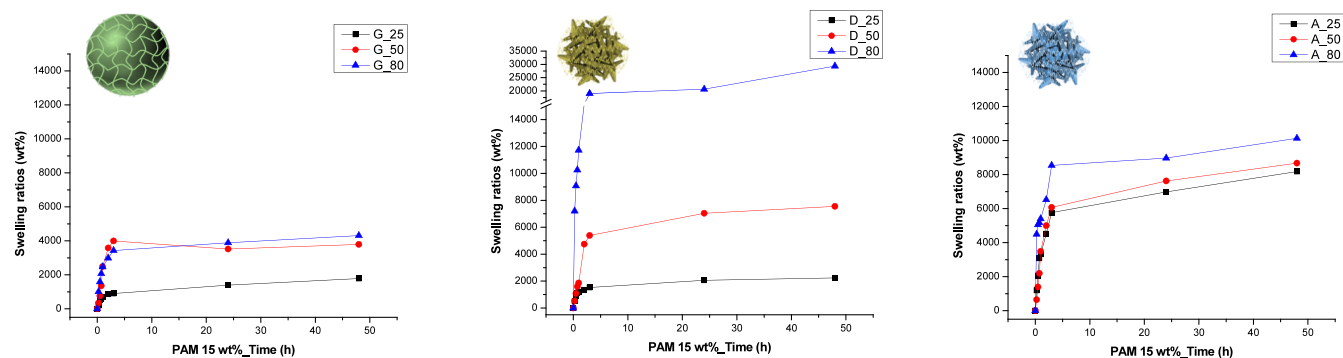 G_25
G_50
G_80
14000
12000
10000
8000
6000
4000
2000
0
Swelling ratios (wt%)
0 10 20 30 40 50
PAM 15 wt%_Time (h)
D_25
D_50
D_80
35000
30000
25000
20000
14000
12000
10000
8000
6000
4000
2000
0
Swelling ratios (wt%)
0 10 20 30 40 50
PAM 15 wt%_Time (h)
A_25
A_50
A_80
14000
12000
10000
8000
6000
4000
2000
0
Swelling ratios (wt%)
0 10 20 30 40 50
PAM 15 wt%_Time (h)